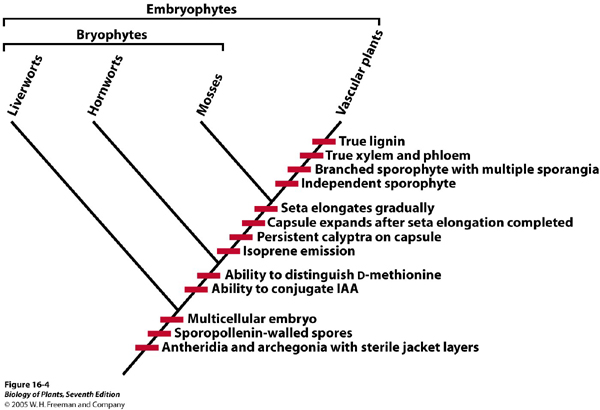 Embryophytes
Bryophytes
Liverworts
Hornworts
Mosses
Vascular plants
True lignin
True xylem and phloem
Branched sporophyte with multiple sporangia
Independent sporophyte
Seta elongates gradually
Capsule expands after seta elongation completed
Persistent calyptra on capsule
Isoprene emission
Ability to distinguish D-methionine
Ability to conjugate IAA
Multicellular embryo
Sporopollenin-walled spores
Antheridia and archegonia with sterile jacket layers
Figure 16-4
Biology of Plants, Seventh Edition
© 2005 W. H. Freeman and Company